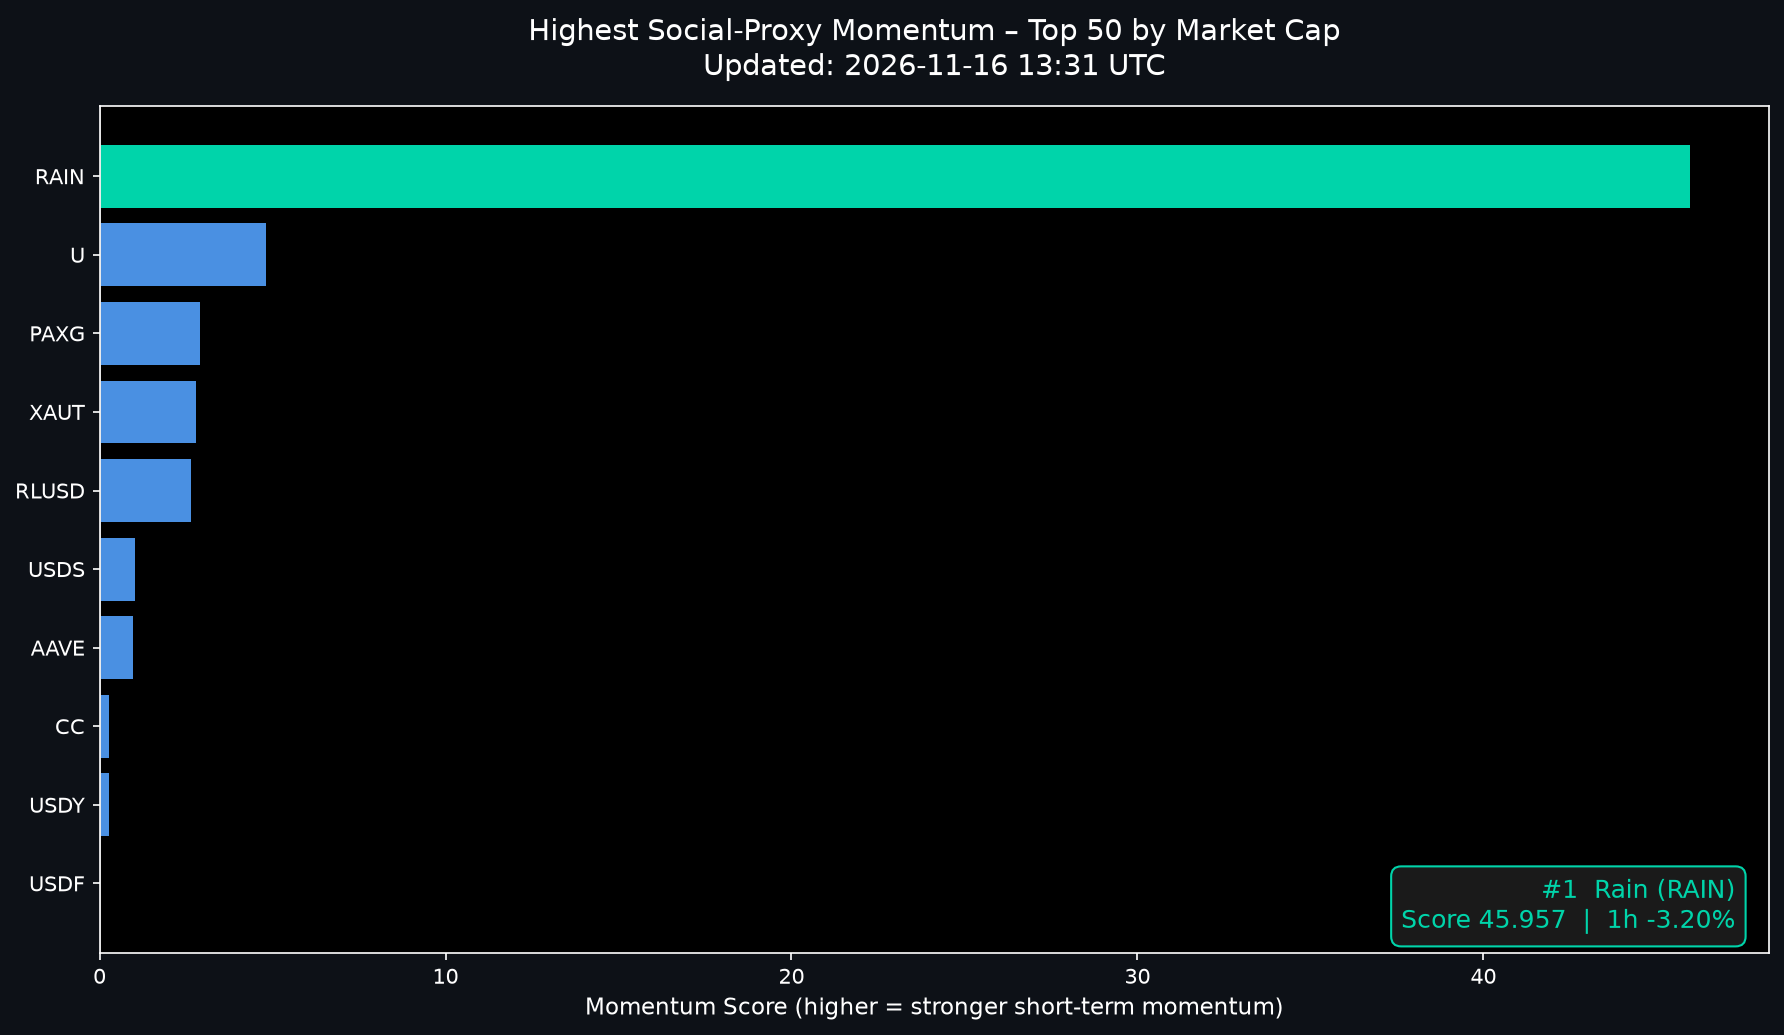 Highest Social-Proxy Momentum – Top 50 by Market Cap
Updated: 2026-11-16 13:31 UTC
RAIN
U
PAXG
XAUT
RLUSD
USDS
AAVE
CC
USDY
USDF
#1  Rain (RAIN)
Score 45.957  |  1h -3.20%
0 10 20 30 40
Momentum Score (higher = stronger short-term momentum)